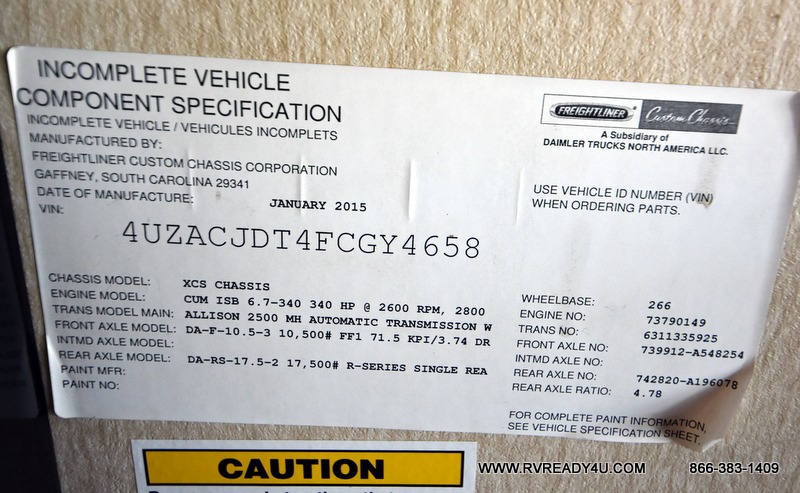 INCOMPLETE VEHICLE
COMPONENT SPECIFICATION
INCOMPLETE VEHICLE / VEHICULES INCOMPLETS
MANUFACTURED BY:
FREIGHTLINER CUSTOM CHASSIS CORPORATION
GAFFNEY, SOUTH CAROLINA 29341
DATE OF MANUFACTURE: JANUARY 2015
VIN:
4UZACJDT4FCGY4658
FREIGHTLINER Custom Chassis
A Subsidiary of
DAIMLER TRUCKS NORTH AMERICA LLC.
USE VEHICLE ID NUMBER (VIN)
WHEN ORDERING PARTS.
CHASSIS MODEL: XCS CHASSIS
ENGINE MODEL: CUM ISB 6.7-340 340 HP @ 2600 RPM, 2800
TRANS MODEL MAIN: ALLISON 2500 MH AUTOMATIC TRANSMISSION W
FRONT AXLE MODEL: DA-F-10.5-3 10,500# FF1 71.5 KPI/3.74 DR
INTMD AXLE MODEL:
REAR AXLE MODEL: DA-RS-17.5-2 17,500# R-SERIES SINGLE REA
PAINT MFR:
PAINT NO:
WHEELBASE: 266
ENGINE NO: 73790149
TRANS NO: 6311335925
FRONT AXLE NO: 739912-A548254
INTMD AXLE NO:
REAR AXLE NO: 742820-A196078
REAR AXLE RATIO: 4.78
FOR COMPLETE PAINT INFORMATION,
SEE VEHICLE SPECIFICATION SHEET.
CAUTION
WWW.RVREADY4U.COM 866-383-1409